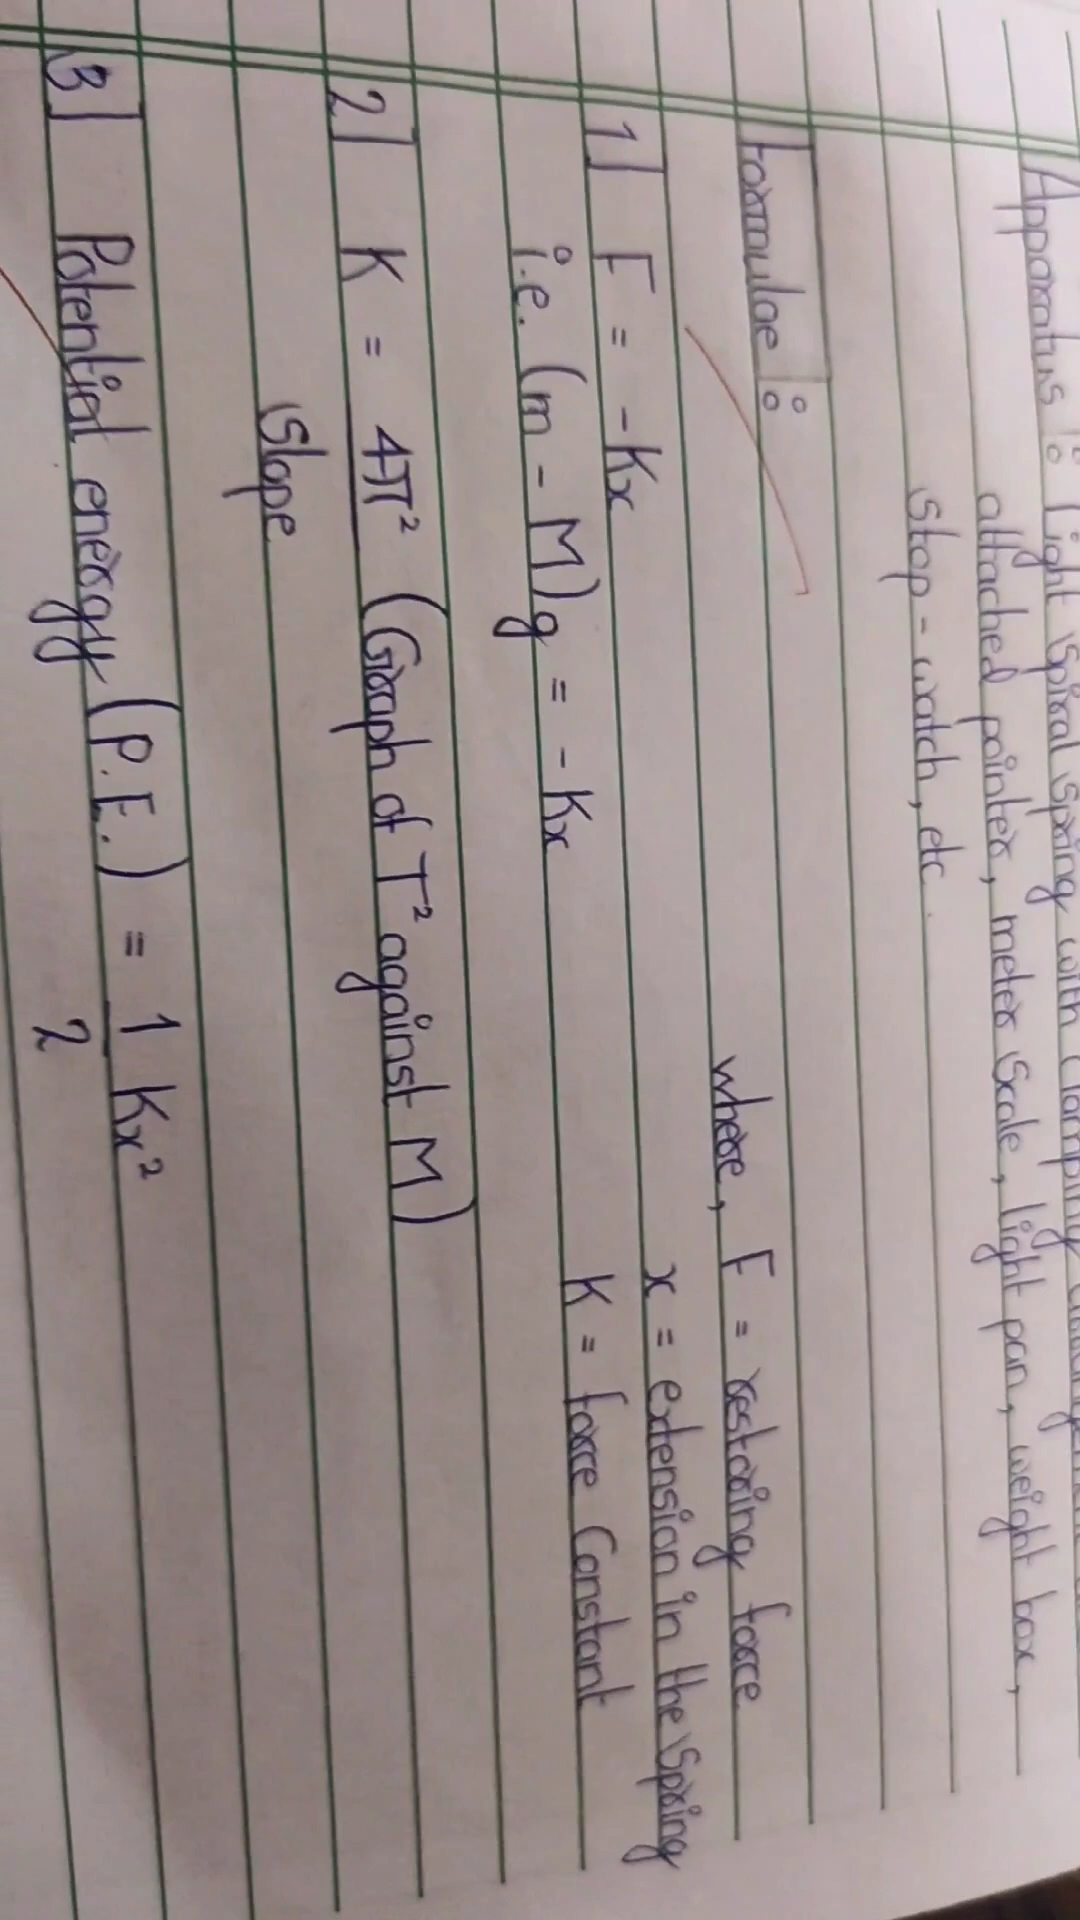 Apparatus : Light spiral spring with clamping
attached pointer, meter scale, light pan, weight box,
stop-watch, etc.
Formulae :
where, F = restoring force
1] F = -Kx
x = extension in the spring
i.e. (m - M)g = -Kx
K = force constant
2] K = 4π² (Graph of T² against M)
Slope
3] Potential energy (P.E.) = 1 Kx²
2